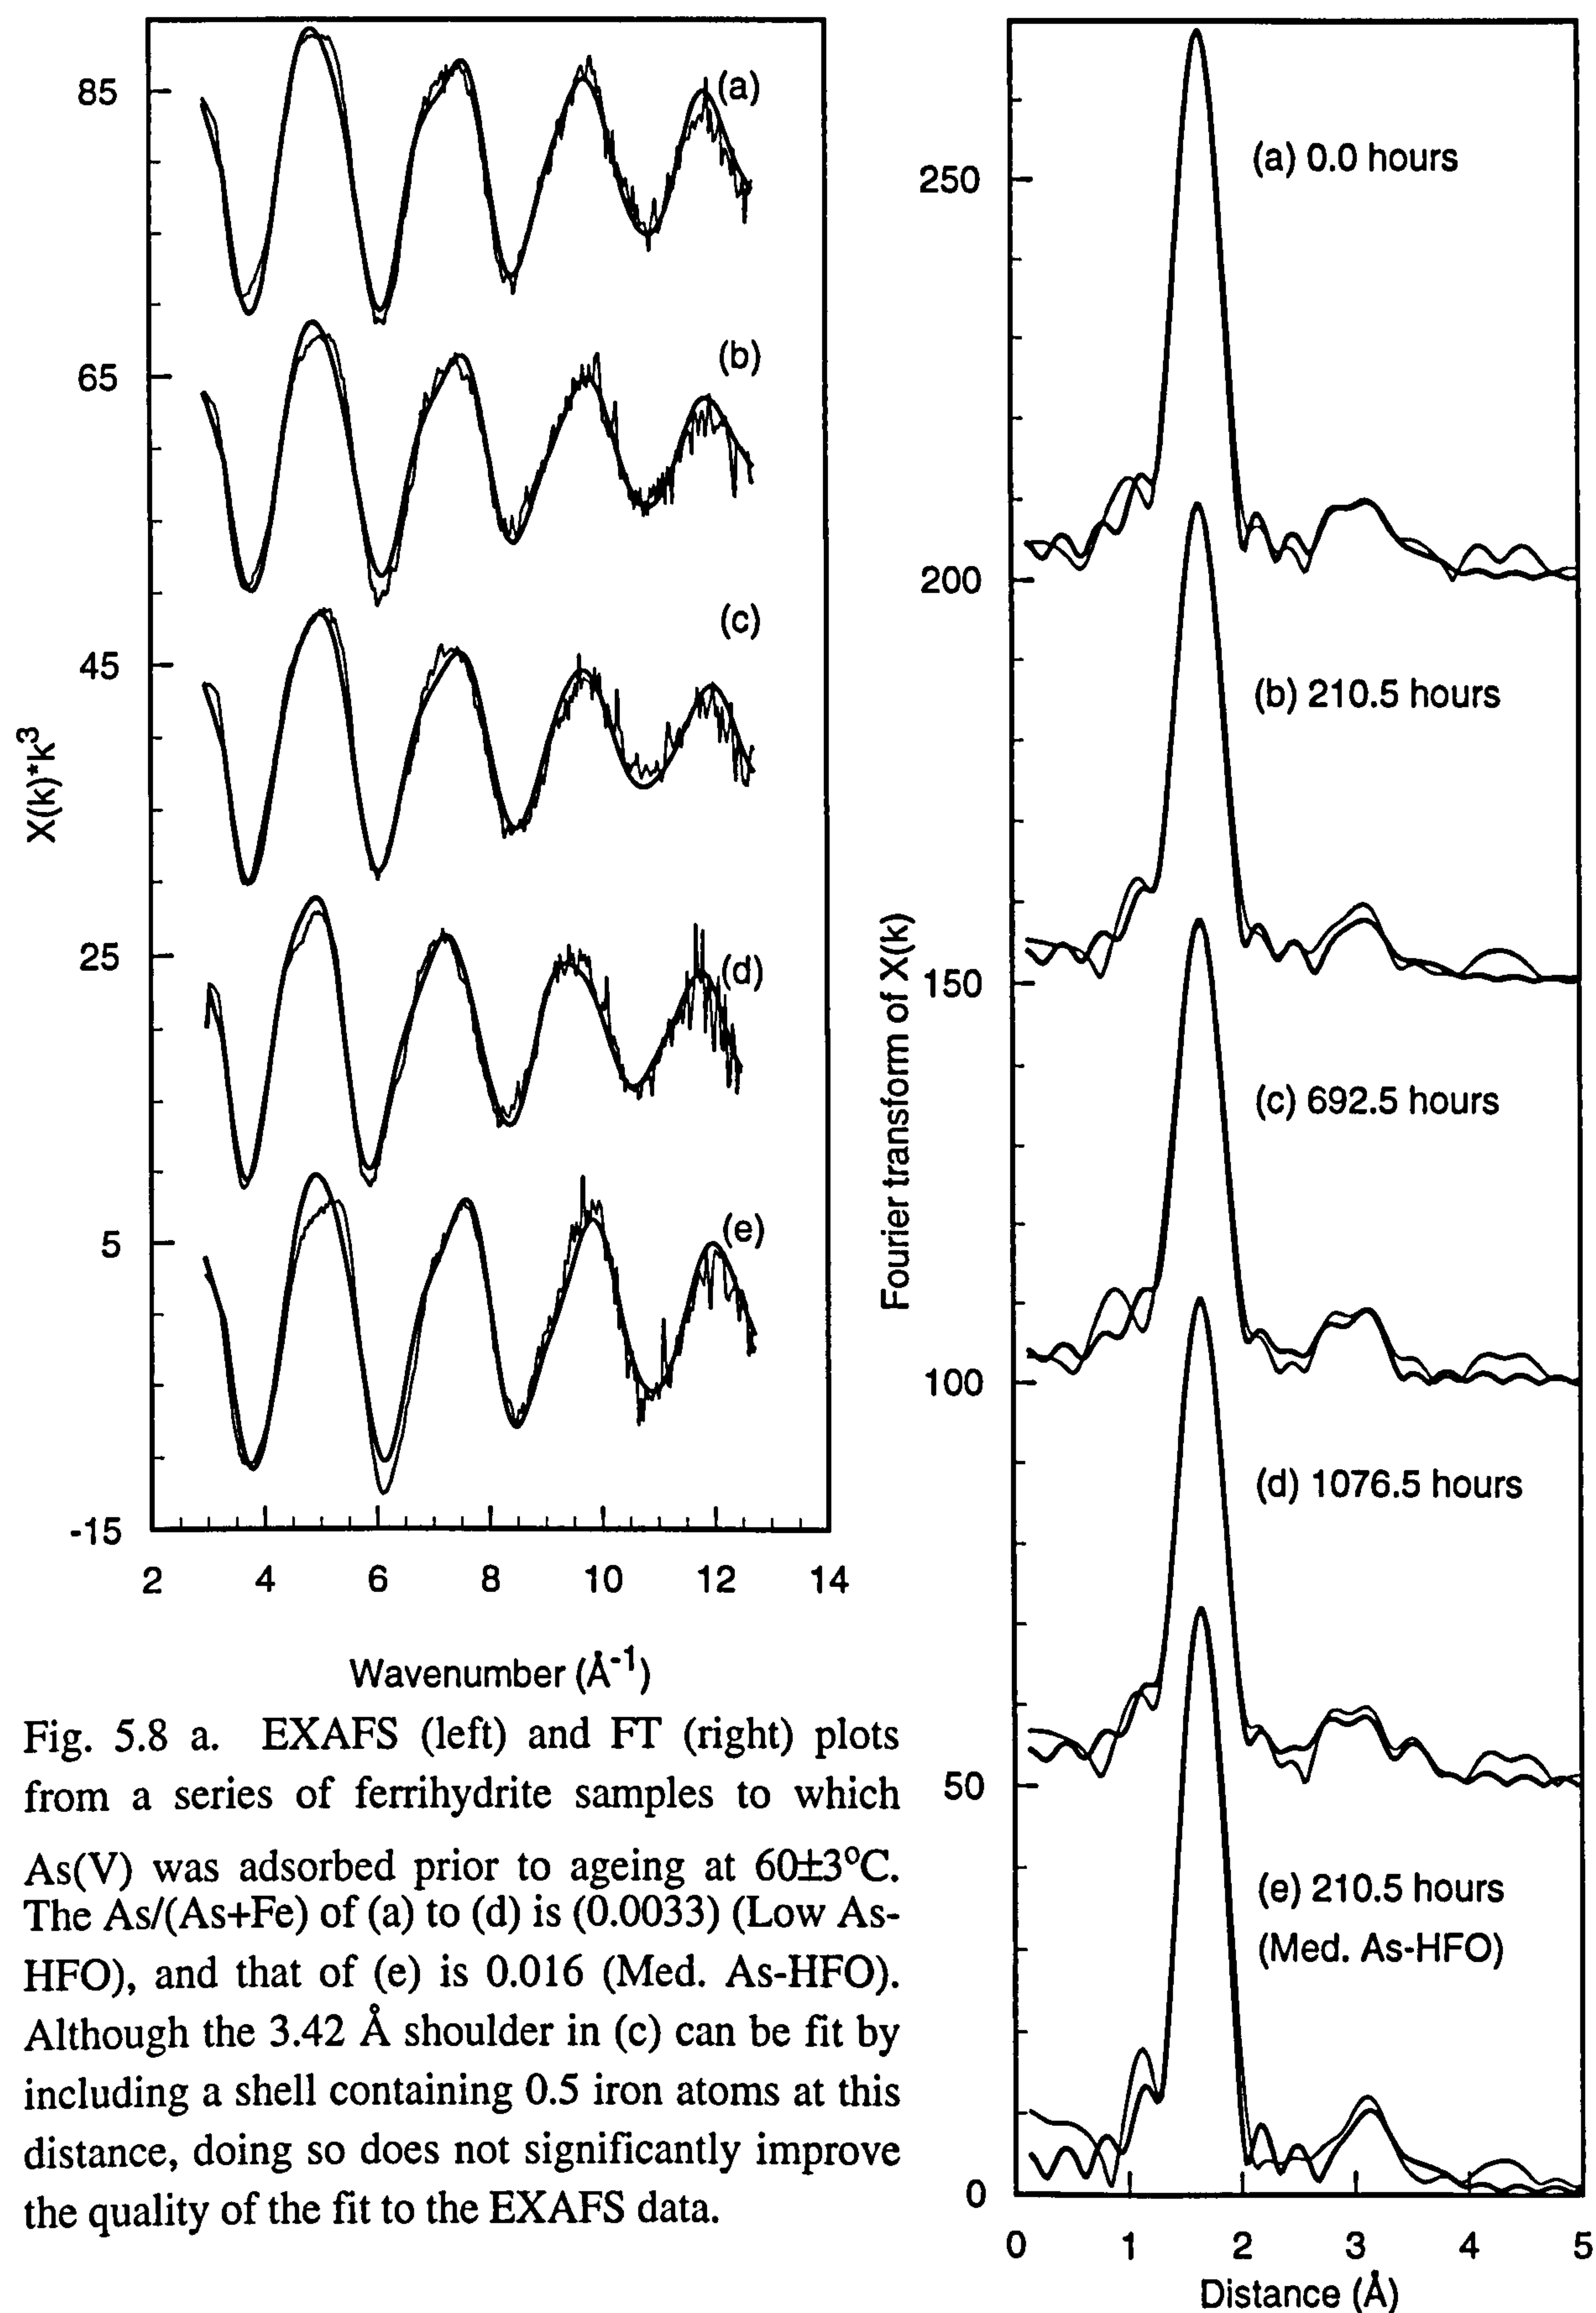 85
65
45
25
5
-15
X(k)*k³
(a)
(b)
(c)
(d)
(e)
2 4 6 8 10 12 14
Wavenumber (Å⁻¹)
250
200
150
100
50
0
Fourier transform of X(k)
(a) 0.0 hours
(b) 210.5 hours
(c) 692.5 hours
(d) 1076.5 hours
(e) 210.5 hours
(Med. As-HFO)
0 1 2 3 4 5
Distance (Å)
Fig. 5.8 a. EXAFS (left) and FT (right) plots
from a series of ferrihydrite samples to which
As(V) was adsorbed prior to ageing at 60±3°C.
The As/(As+Fe) of (a) to (d) is (0.0033) (Low As-
HFO), and that of (e) is 0.016 (Med. As-HFO).
Although the 3.42 Å shoulder in (c) can be fit by
including a shell containing 0.5 iron atoms at this
distance, doing so does not significantly improve
the quality of the fit to the EXAFS data.